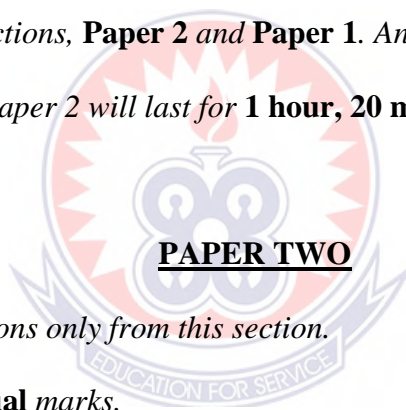 ctions, Paper 2 and Paper 1. An
aper 2 will last for 1 hour, 20 m
PAPER TWO
ons only from this section.
ual marks.
EDUCATION FOR SERVICE